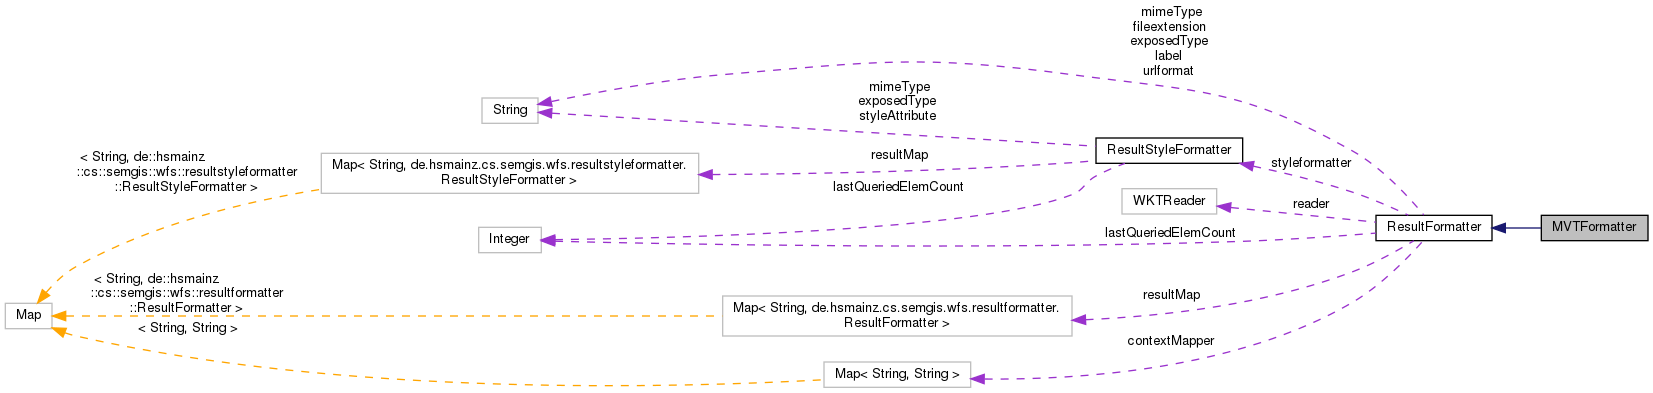 mimeType
fileextension
exposedType
label
urlformat
mimeType
exposedType
styleAttribute
String
ResultStyleFormatter
resultMap
styleformatter
< String, de::hsmainz
::cs::semgis::wfs::resultstyleformatter
::ResultStyleFormatter >
Map< String, de.hsmainz.cs.semgis.wfs.resultstyleformatter.
ResultStyleFormatter >
lastQueriedElemCount
WKTReader
reader
Integer
lastQueriedElemCount
ResultFormatter
MVTFormatter
< String, de::hsmainz
::cs::semgis::wfs::resultformatter
::ResultFormatter >
Map
Map< String, de.hsmainz.cs.semgis.wfs.resultformatter.
ResultFormatter >
resultMap
< String, String >
contextMapper
Map< String, String >